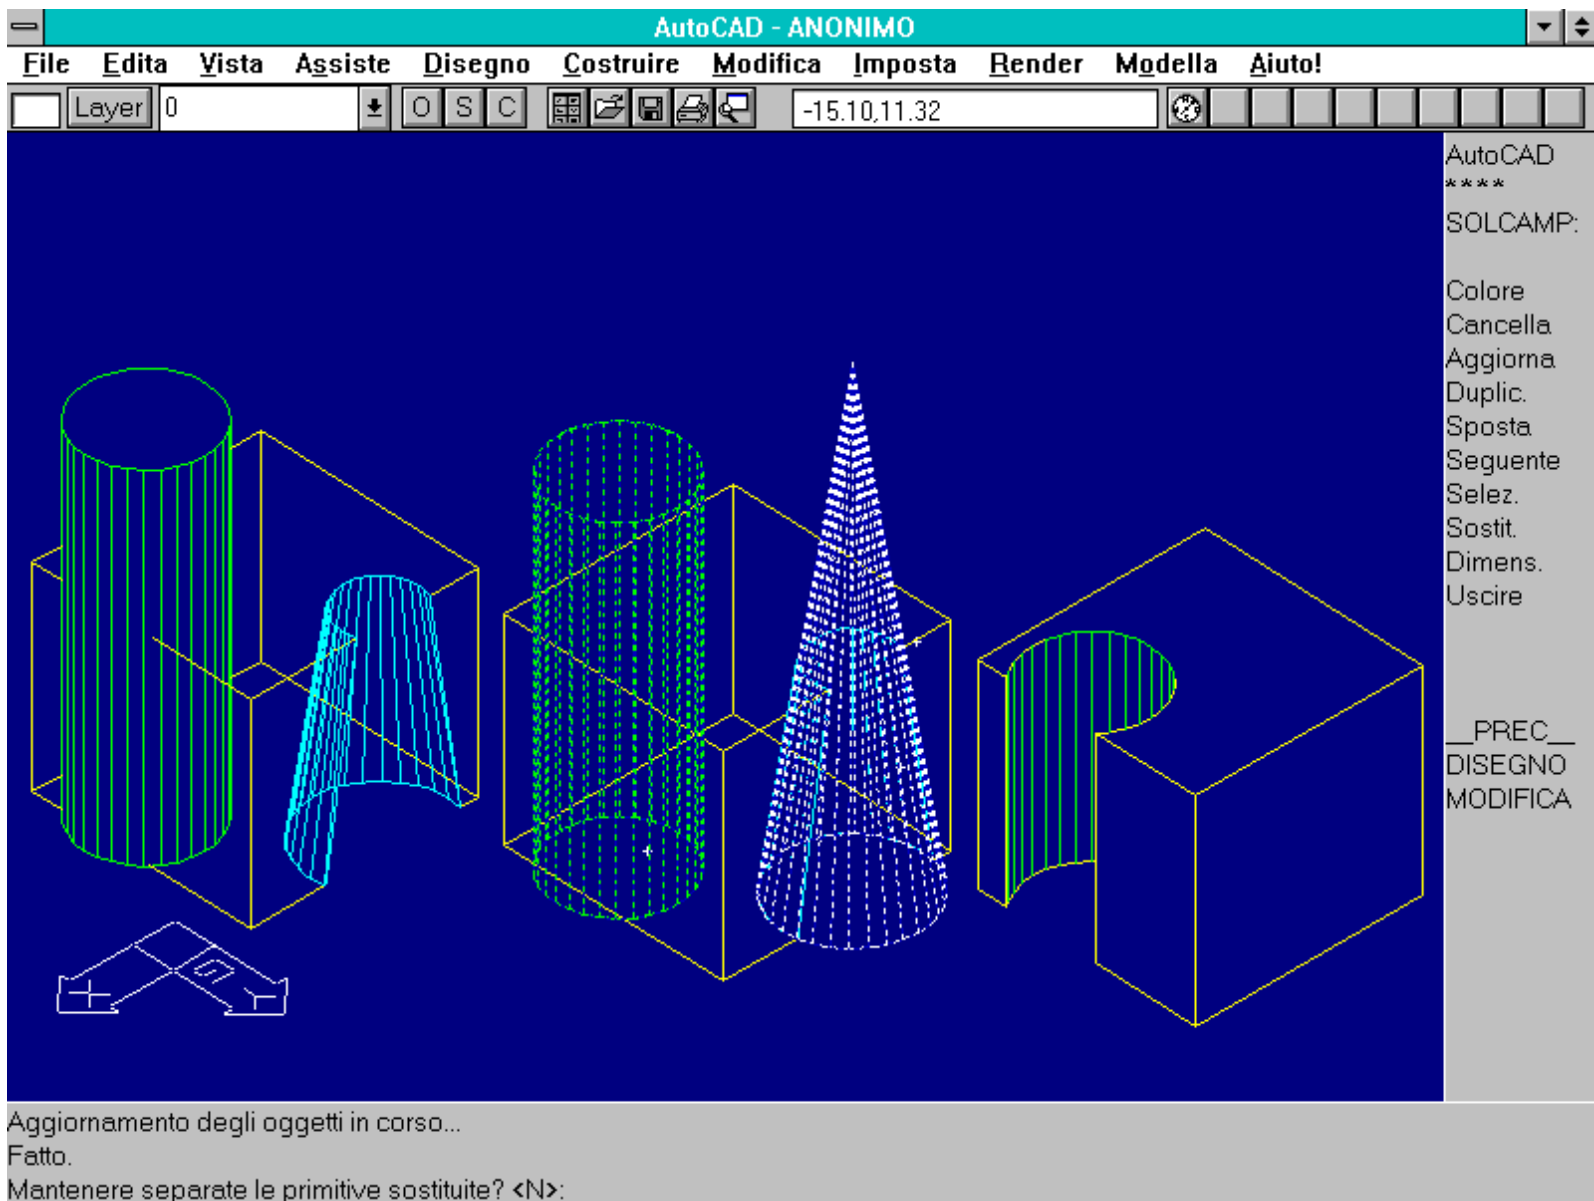 AutoCAD - ANONIMO
File Edita Vista Assiste Disegno Costruire Modifica Imposta Render Modella Aiuto!
Layer 0 O S C -15.10,11.32
AutoCAD
****
SOLCAMP:
Colore
Cancella
Aggiorna
Duplic.
Sposta
Seguente
Selez.
Sostit.
Dimens.
Uscire
__PREC__
DISEGNO
MODIFICA
Aggiornamento degli oggetti in corso...
Fatto.
Mantenere separate le primitive sostituite? <N>: